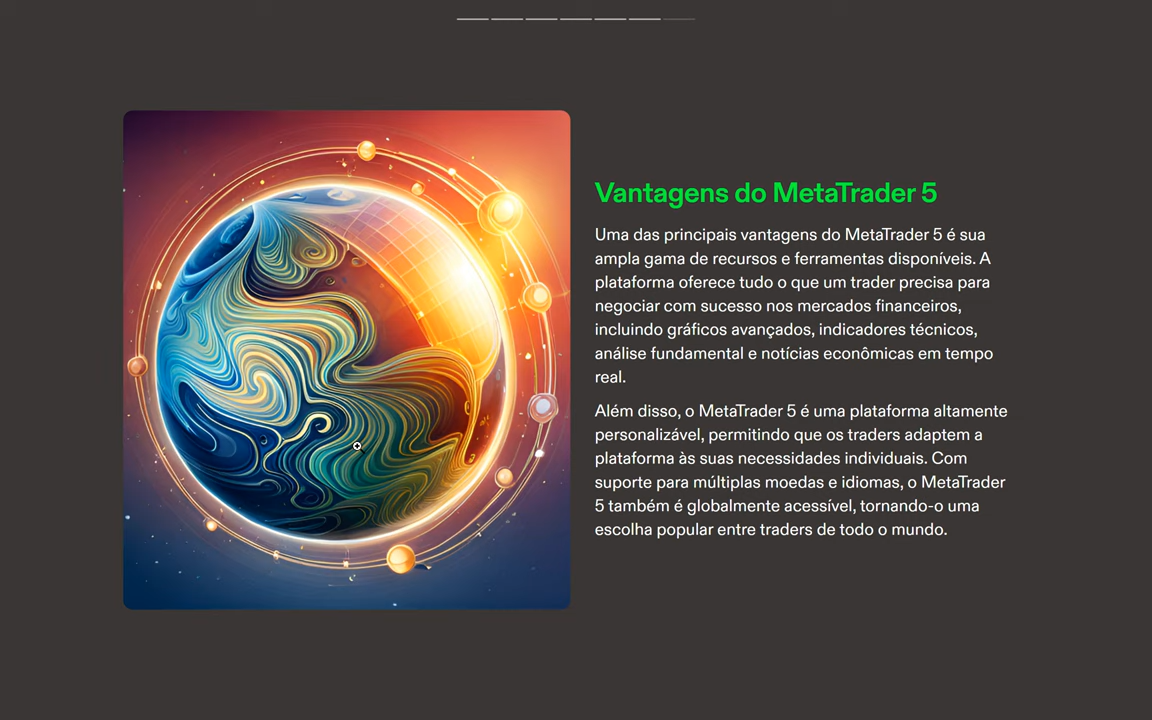 Vantagens do MetaTrader 5
Uma das principais vantagens do MetaTrader 5 é sua
ampla gama de recursos e ferramentas disponíveis. A
plataforma oferece tudo o que um trader precisa para
negociar com sucesso nos mercados financeiros,
incluindo gráficos avançados, indicadores técnicos,
análise fundamental e notícias econômicas em tempo
real.
Além disso, o MetaTrader 5 é uma plataforma altamente
personalizável, permitindo que os traders adaptem a
plataforma às suas necessidades individuais. Com
suporte para múltiplas moedas e idiomas, o MetaTrader
5 também é globalmente acessível, tornando-o uma
escolha popular entre traders de todo o mundo.